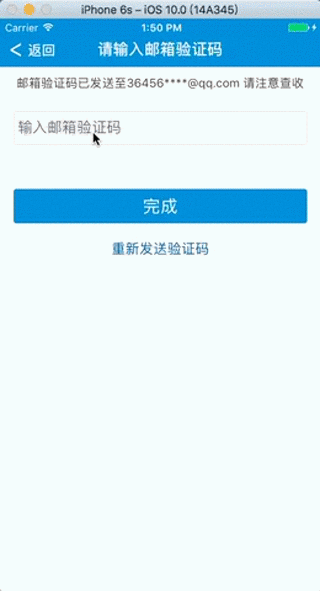 iPhone 6s – iOS 10.0 (14A345)
Carrier 1:50 PM
返回 请输入邮箱验证码
邮箱验证码已发送至36456****@qq.com 请注意查收
输入邮箱验证码
完成
重新发送验证码